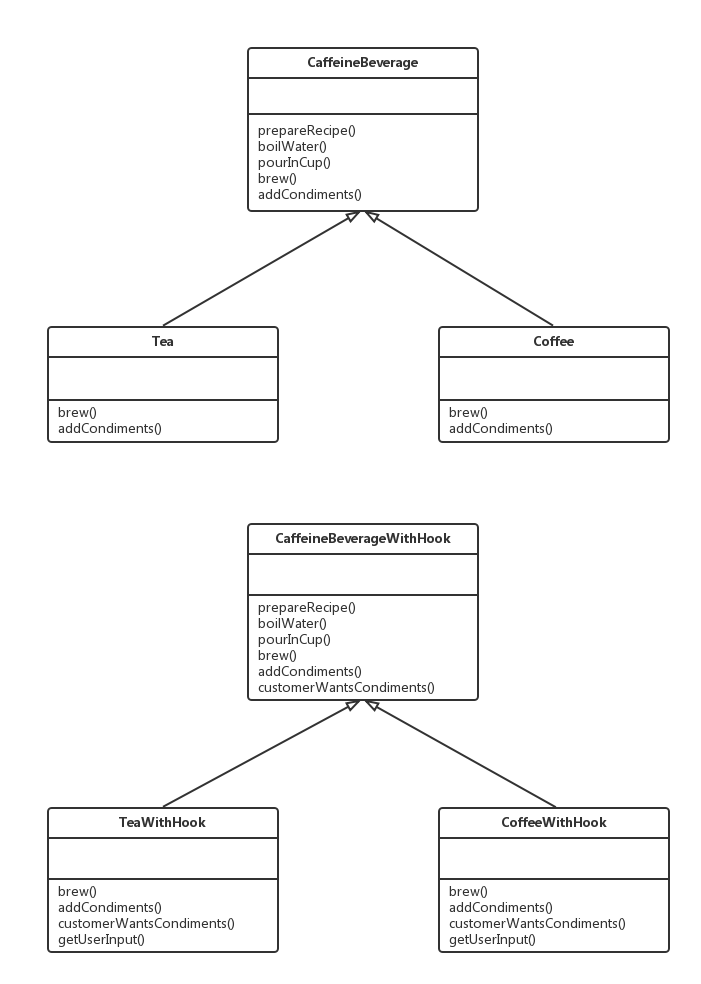 CaffeineBeverage
prepareRecipe()
boilWater()
pourInCup()
brew()
addCondiments()
Tea
brew()
addCondiments()
Coffee
brew()
addCondiments()
CaffeineBeverageWithHook
prepareRecipe()
boilWater()
pourInCup()
brew()
addCondiments()
customerWantsCondiments()
TeaWithHook
brew()
addCondiments()
customerWantsCondiments()
getUserInput()
CoffeeWithHook
brew()
addCondiments()
customerWantsCondiments()
getUserInput()